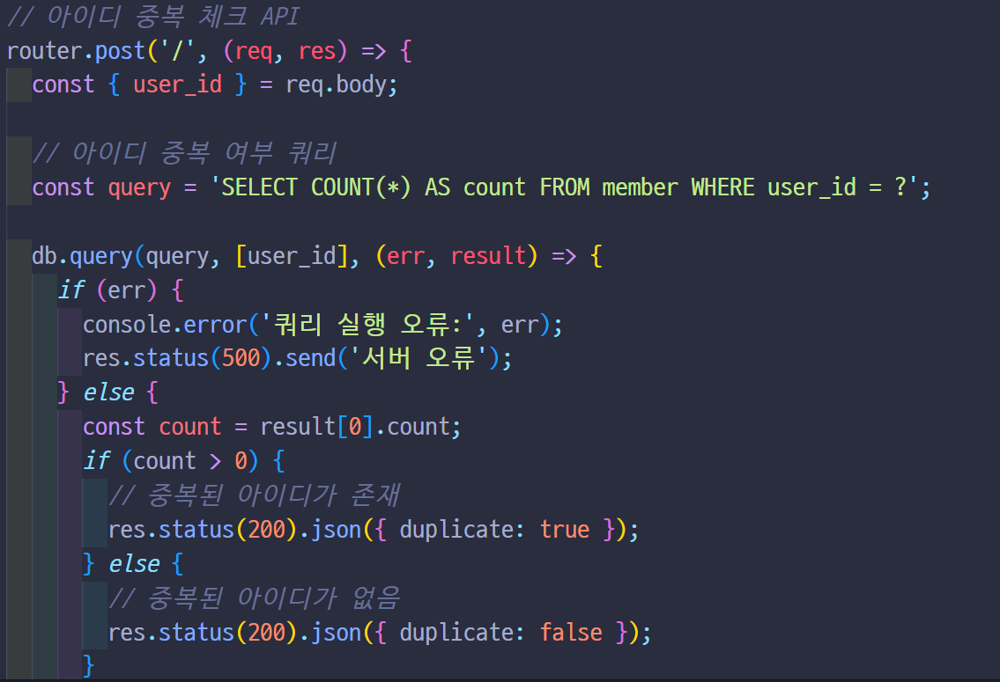 // 아이디 중복 체크 API
router.post('/', (req, res) => {
const { user_id } = req.body;
// 아이디 중복 여부 쿼리
const query = 'SELECT COUNT(*) AS count FROM member WHERE user_id = ?';
db.query(query, [user_id], (err, result) => {
if (err) {
console.error('쿼리 실행 오류:', err);
res.status(500).send('서버 오류');
} else {
const count = result[0].count;
if (count > 0) {
// 중복된 아이디가 존재
res.status(200).json({ duplicate: true });
} else {
// 중복된 아이디가 없음
res.status(200).json({ duplicate: false });
}